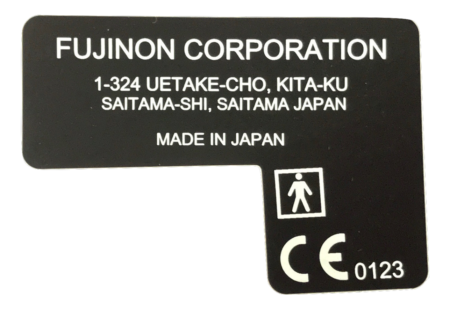 FUJINON CORPORATION
1-324 UETAKE-CHO, KITA-KU
SAITAMA-SHI, SAITAMA JAPAN
MADE IN JAPAN
CE 0123